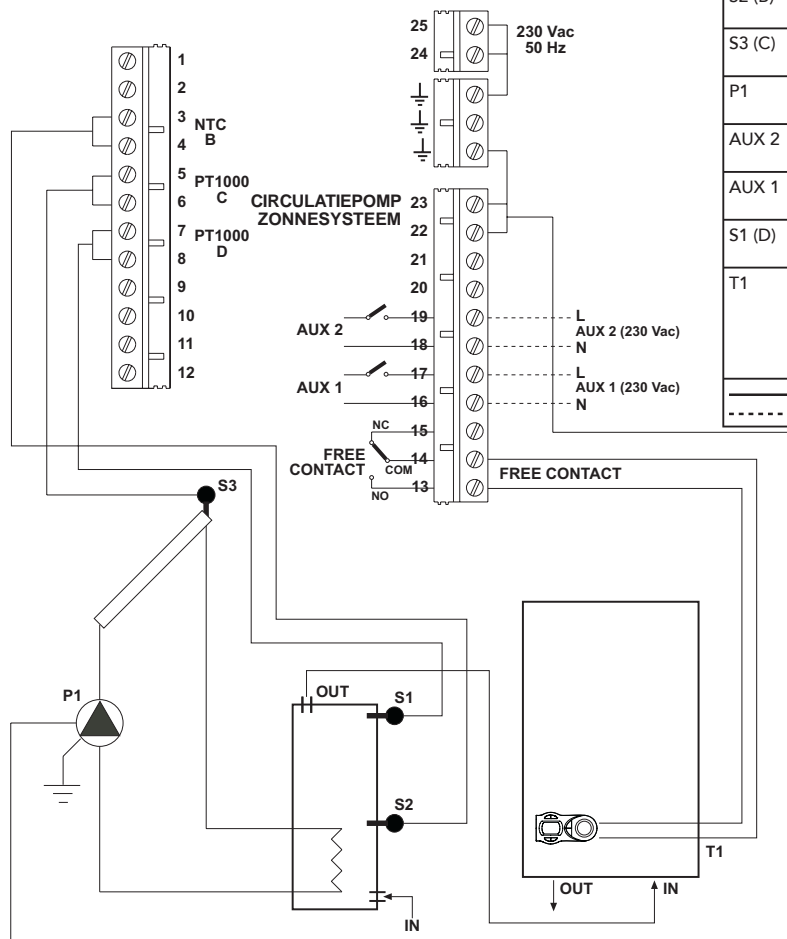 S2 (B)
S3 (C)
P1
AUX 2
AUX 1
S1 (D)
T1
1
2
3
4
5
6
7
8
9
10
11
12
NTC
B
PT1000
C
PT1000
D
25
24
230 Vac
50 Hz
CIRCULATIEPOMP
ZONNESYSTEEM
23
22
21
20
19
18
17
16
15
14
13
AUX 2
AUX 1
L
AUX 2 (230 Vac)
N
L
AUX 1 (230 Vac)
N
NC
FREE
CONTACT
COM
NO
FREE CONTACT
S3
P1
OUT
S1
S2
IN
T1
OUT
IN